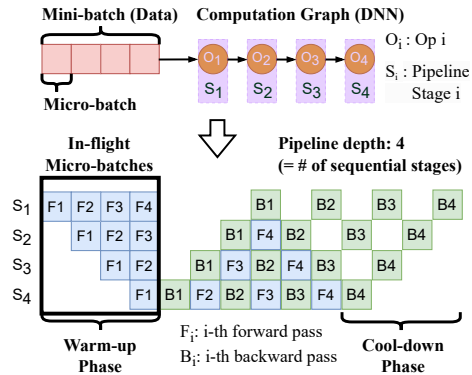 Mini-batch (Data)
Computation Graph (DNN)
O1 O2 O3 O4
S1 S2 S3 S4
Oi : Op i
Si : Pipeline
Stage i
Micro-batch
In-flight
Micro-batches
Pipeline depth: 4
(= # of sequential stages)
S1 F1 F2 F3 F4 B1 B2 B3 B4
S2 F1 F2 F3 B1 F4 B2 B3 B4
S3 F1 F2 B1 F3 B2 F4 B3 B4
S4 F1 B1 F2 B2 F3 B3 F4 B4
Warm-up
Phase
Fi: i-th forward pass
Bi: i-th backward pass
Cool-down
Phase